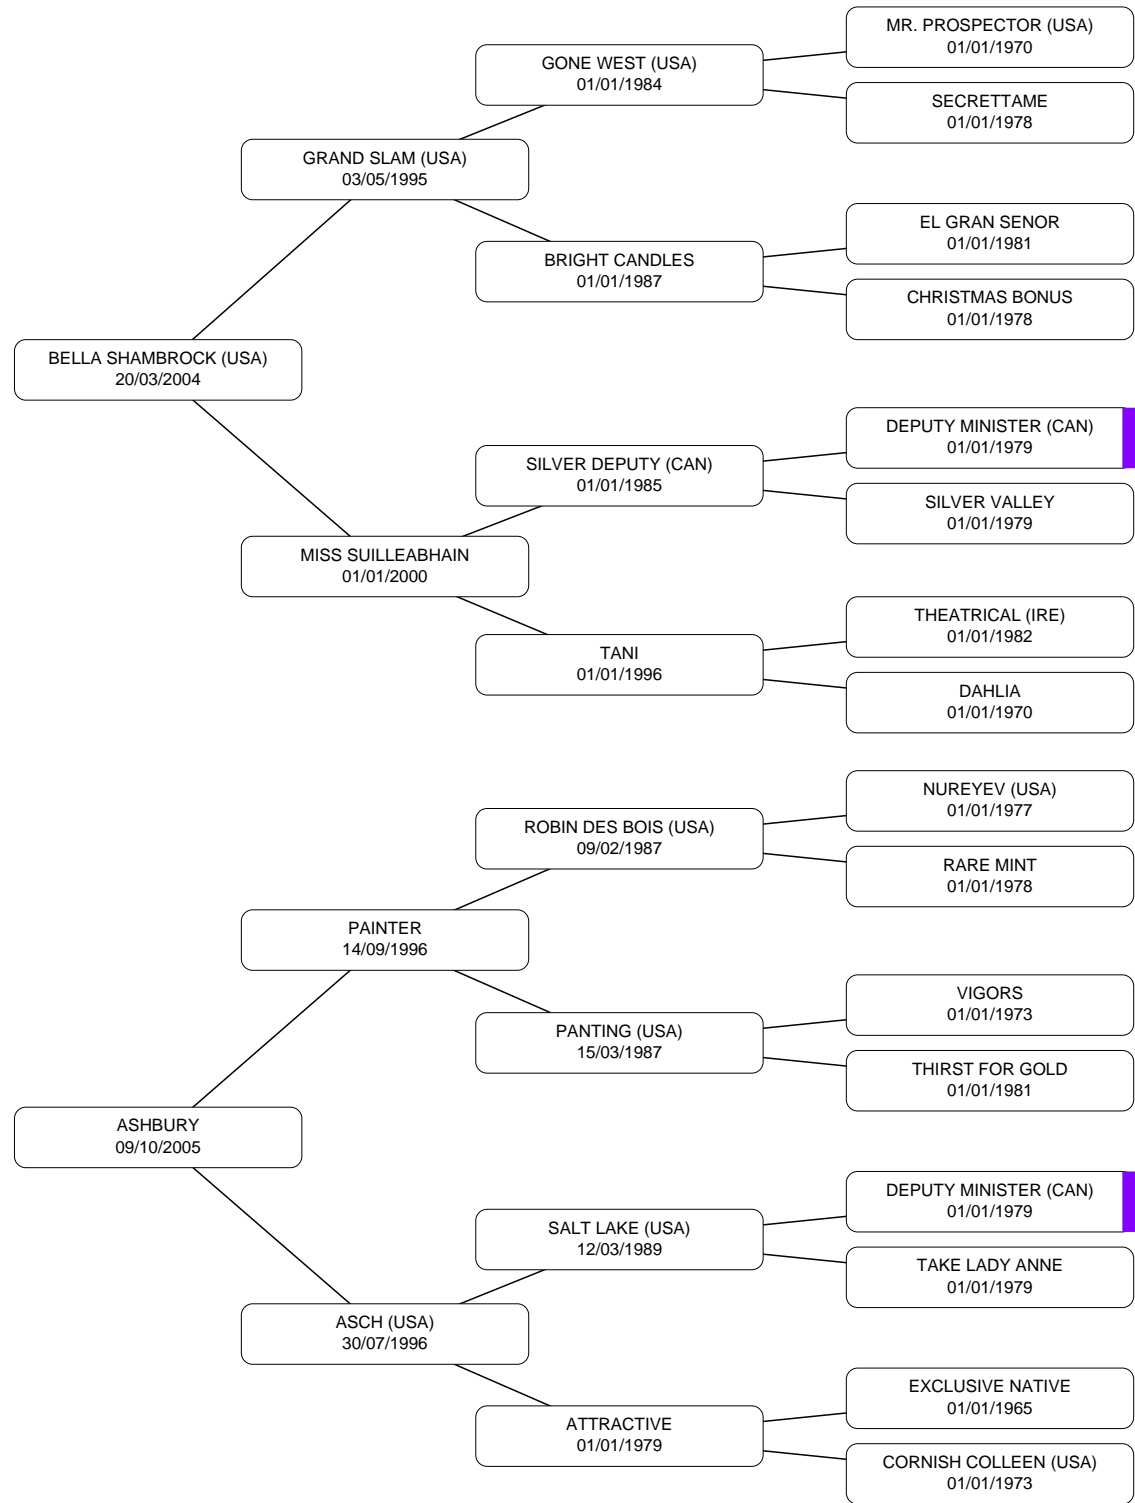 MR. PROSPECTOR (USA)
01/01/1970
GONE WEST (USA)
01/01/1984
SECRETTAME
01/01/1978
GRAND SLAM (USA)
03/05/1995
EL GRAN SENOR
01/01/1981
BRIGHT CANDLES
01/01/1987
CHRISTMAS BONUS
01/01/1978
BELLA SHAMBROCK (USA)
20/03/2004
DEPUTY MINISTER (CAN)
01/01/1979
SILVER DEPUTY (CAN)
01/01/1985
SILVER VALLEY
01/01/1979
MISS SUILLEABHAIN
01/01/2000
THEATRICAL (IRE)
01/01/1982
TANI
01/01/1996
DAHLIA
01/01/1970
NUREYEV (USA)
01/01/1977
ROBIN DES BOIS (USA)
09/02/1987
RARE MINT
01/01/1978
PAINTER
14/09/1996
VIGORS
01/01/1973
PANTING (USA)
15/03/1987
THIRST FOR GOLD
01/01/1981
ASHBURY
09/10/2005
DEPUTY MINISTER (CAN)
01/01/1979
SALT LAKE (USA)
12/03/1989
TAKE LADY ANNE
01/01/1979
ASCH (USA)
30/07/1996
EXCLUSIVE NATIVE
01/01/1965
ATTRACTIVE
01/01/1979
CORNISH COLLEEN (USA)
01/01/1973